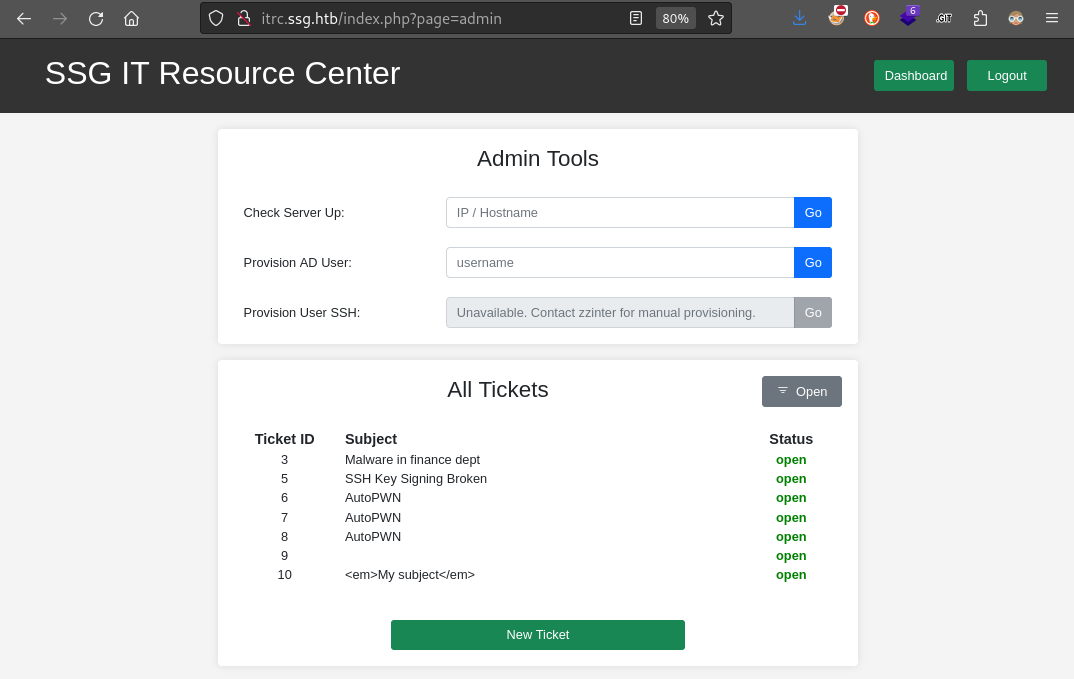 itrc.ssg.htb/index.php?page=admin 80% 6 .GIT
SSG IT Resource Center Dashboard Logout
Admin Tools
Check Server Up: IP / Hostname Go
Provision AD User: username Go
Provision User SSH: Unavailable. Contact zzinter for manual provisioning. Go
All Tickets Open
Ticket ID Subject Status
3 Malware in finance dept open
5 SSH Key Signing Broken open
6 AutoPWN open
7 AutoPWN open
8 AutoPWN open
9 open
10 <em>My subject</em> open
New Ticket